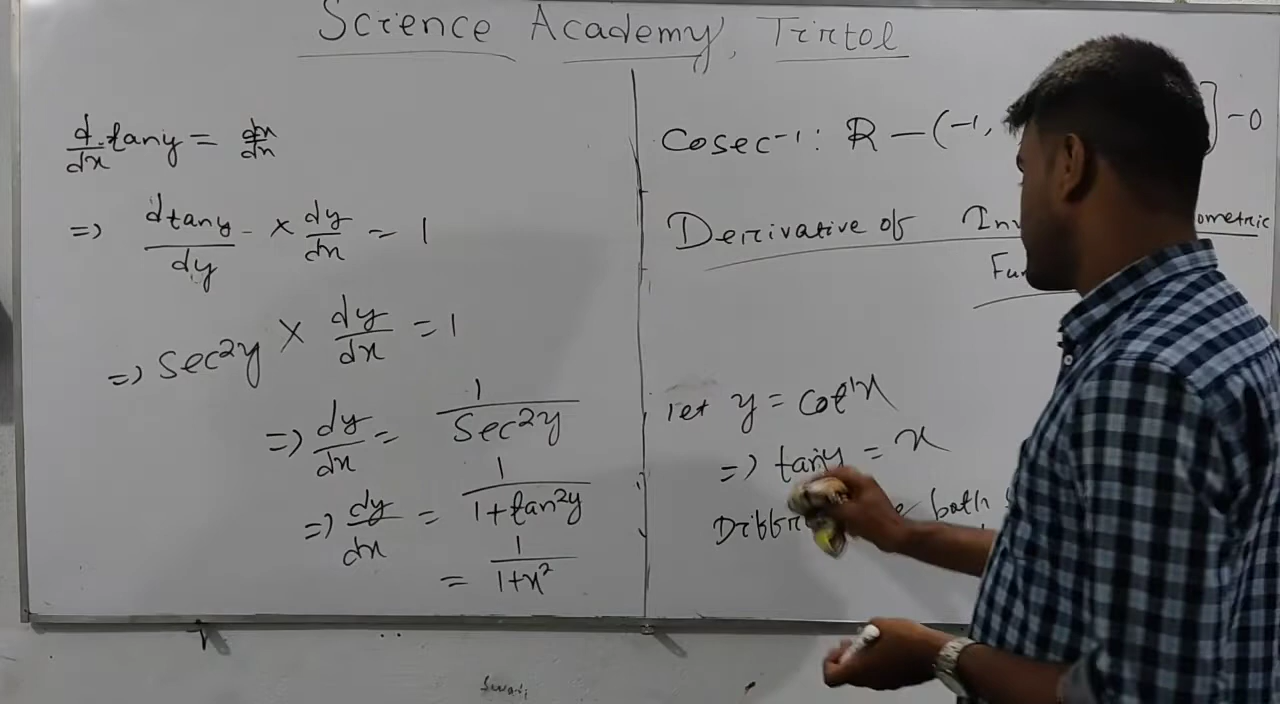 Science Academy, Tirtol
d/dx tany = dx/dx
=> dtany/dy × dy/dx = 1
=> Sec²y × dy/dx = 1
=> dy/dx = 1/Sec²y
=> dy/dx = 1/1+tan²y
= 1/1+x²
Cosec⁻¹: R – (-1, ] -0
Derivative of
let y = cot⁻¹x
=> tany = x
both